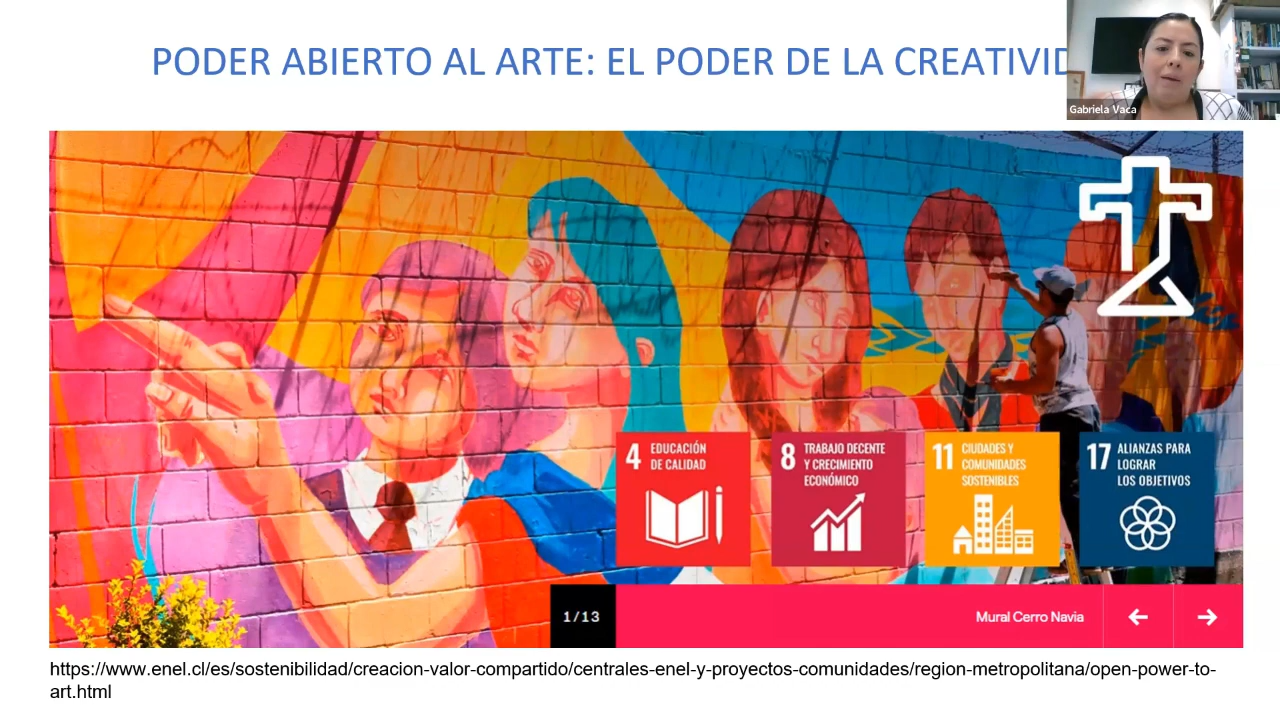 PODER ABIERTO AL ARTE: EL PODER DE LA CREATIVID
Gabriela Vaca
4 EDUCACIÓN
DE CALIDAD
8 TRABAJO DECENTE
Y CRECIMIENTO
ECONÓMICO
11 CIUDADES Y
COMUNIDADES
SOSTENIBLES
17 ALIANZAS PARA
LOGRAR
LOS OBJETIVOS
1/13
Mural Cerro Navia
https://www.enel.cl/es/sostenibilidad/creacion-valor-compartido/centrales-enel-y-proyectos-comunidades/region-metropolitana/open-power-to-
art.html